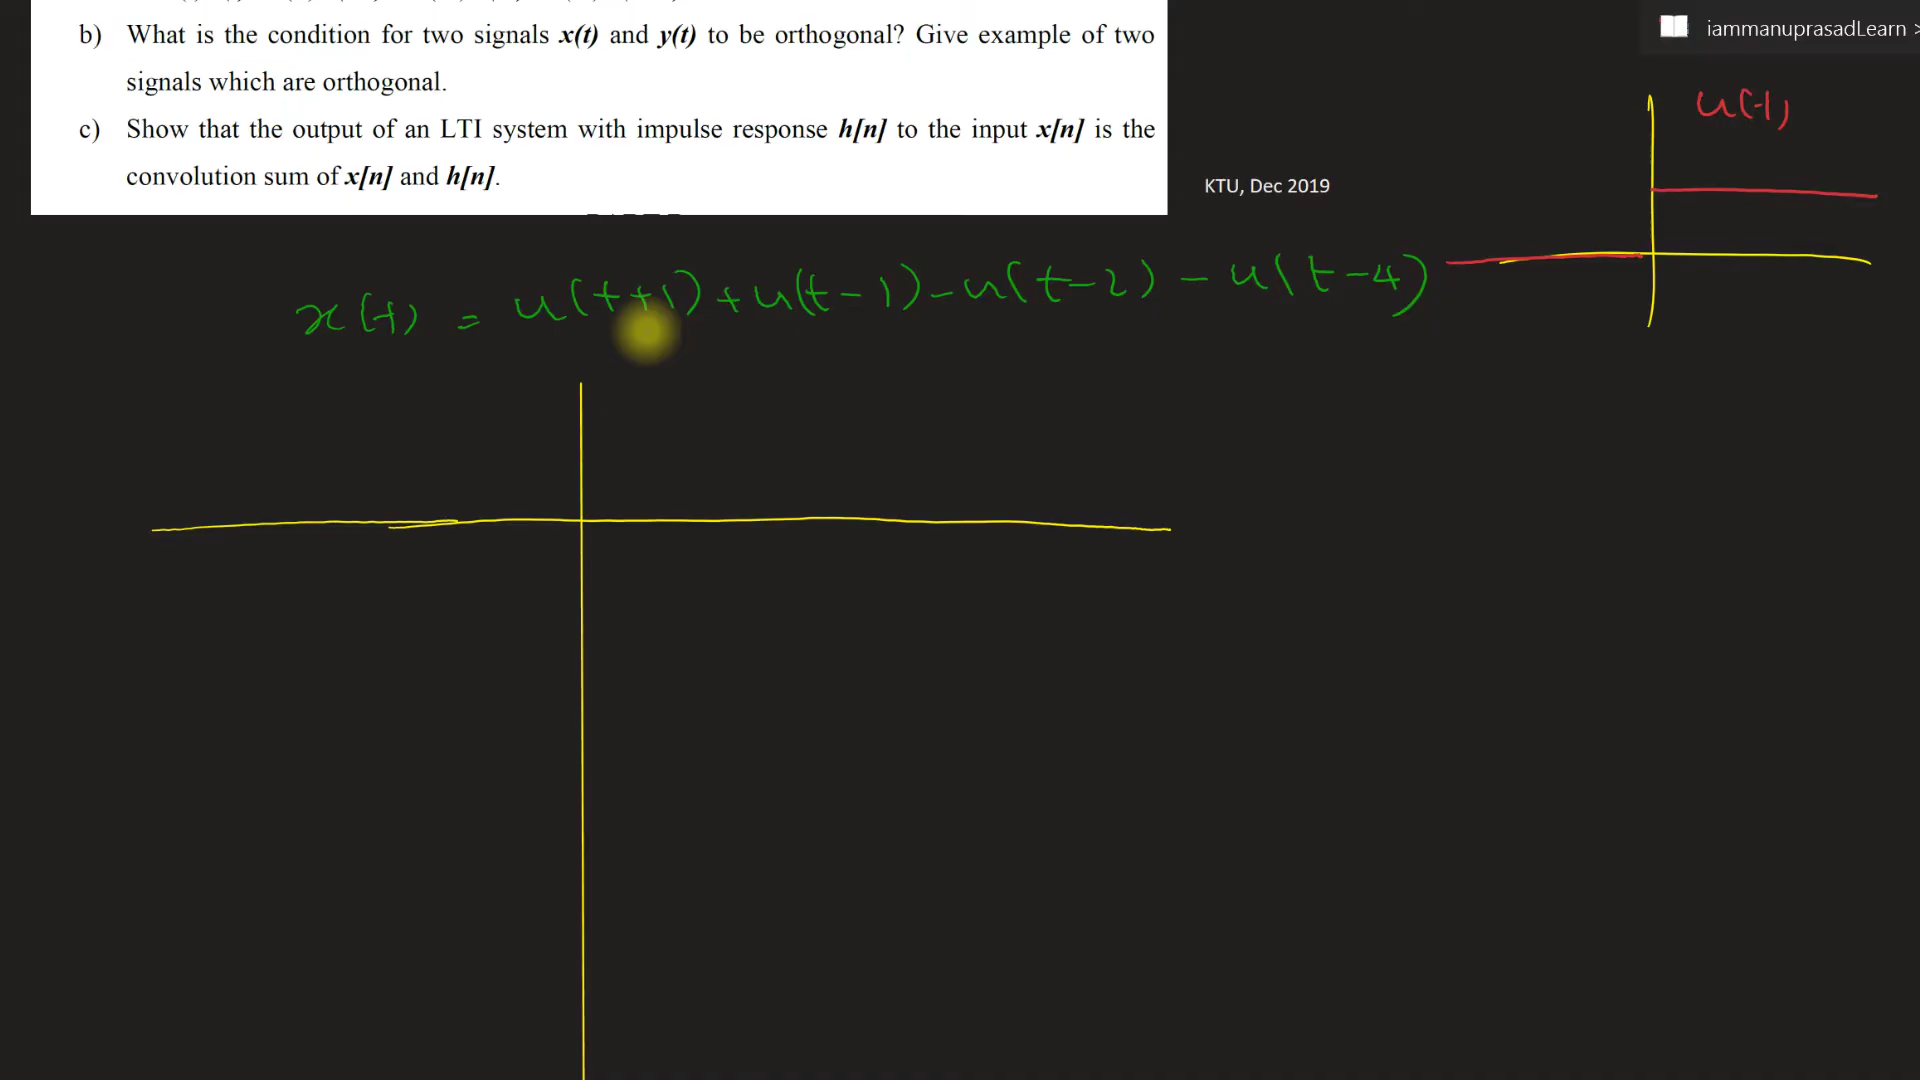 b) What is the condition for two signals x(t) and y(t) to be orthogonal? Give example of two
signals which are orthogonal.
c) Show that the output of an LTI system with impulse response h[n] to the input x[n] is the
convolution sum of x[n] and h[n].
KTU, Dec 2019
iammanuprasadLearn >
u(t)
x(t) = u(t+1) + u(t-1) - u(t-2) - u(t-4)